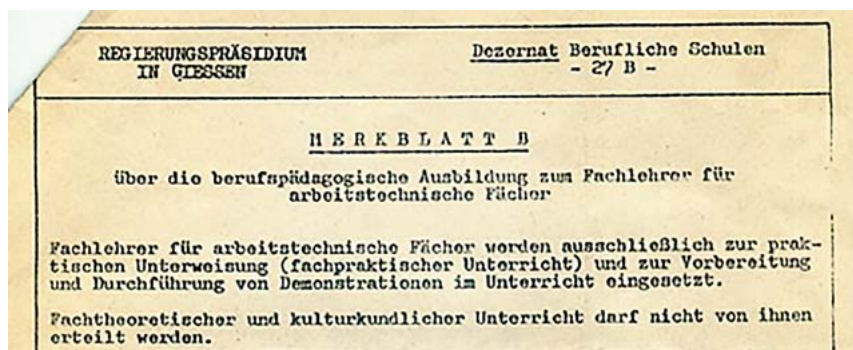 REGIERUNGSPRÄSIDIUM
IN GIESSEN
Dezernat Berufliche Schulen
- 27 B -
MERKBLATT B
über die berufspädagogische Ausbildung zum Fachlehrer für
arbeitstechnische Fächer
Fachlehrer für arbeitstechnische Fächer werden ausschließlich zur prak-
tischen Unterweisung (fachpraktischer Unterricht) und zur Vorbereitung
und Durchführung von Demonstrationen im Unterricht eingesetzt.
Fachtheoretischer und kulturkundlicher Unterricht darf nicht von ihnen
erteilt werden.